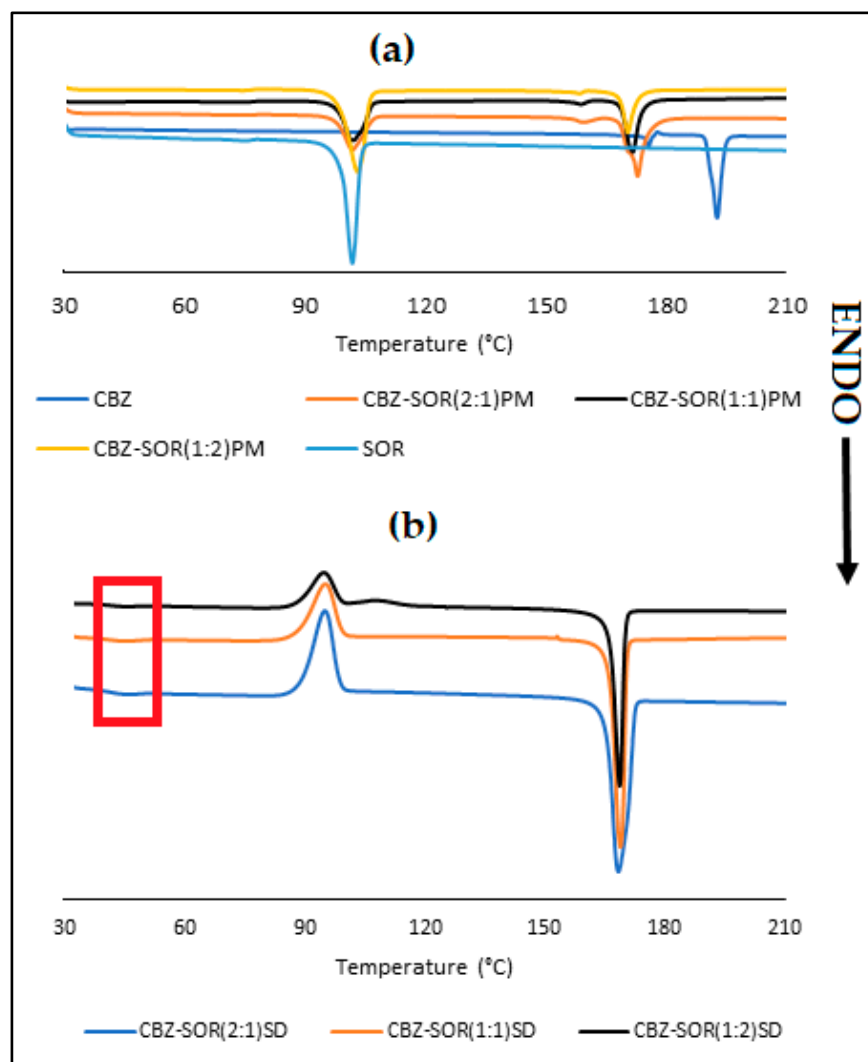 (a)
30 60 90 120 150 180 210
Temperature (°C)
CBZ CBZ-SOR(2:1)PM CBZ-SOR(1:1)PM
CBZ-SOR(1:2)PM SOR
ENDO
(b)
30 60 90 120 150 180 210
Temperature (°C)
CBZ-SOR(2:1)SD CBZ-SOR(1:1)SD CBZ-SOR(1:2)SD